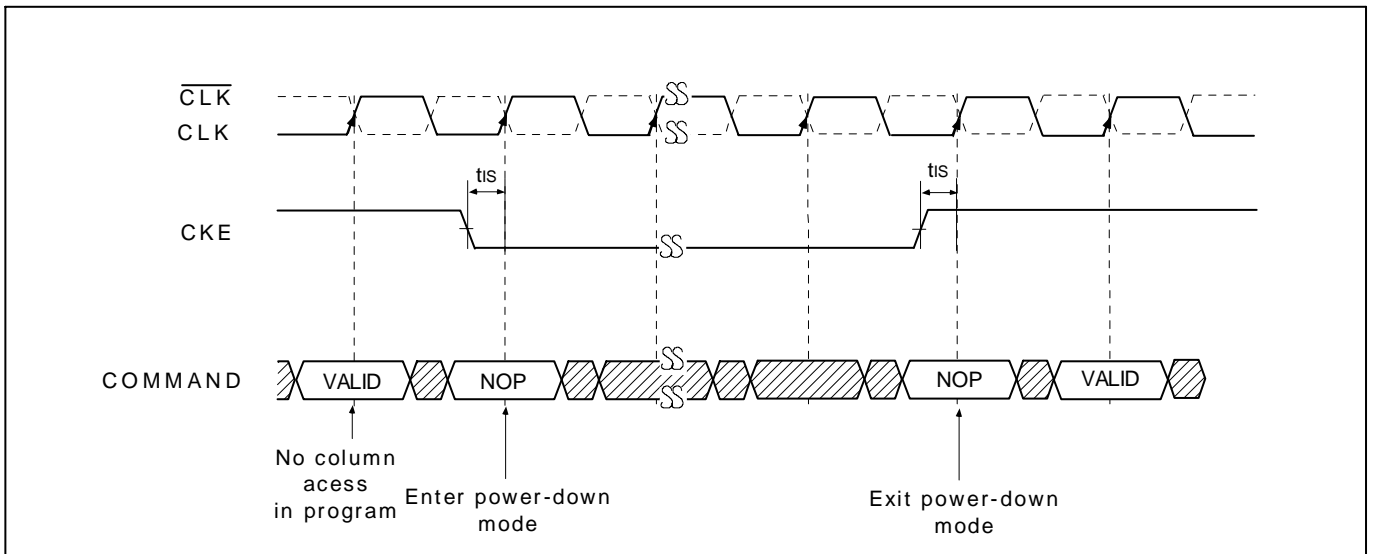 CLK
CLK
tIS
tIS
CKE
COMMAND
VALID
NOP
NOP
VALID
No column
acess
in program
Enter power-down
mode
Exit power-down
mode